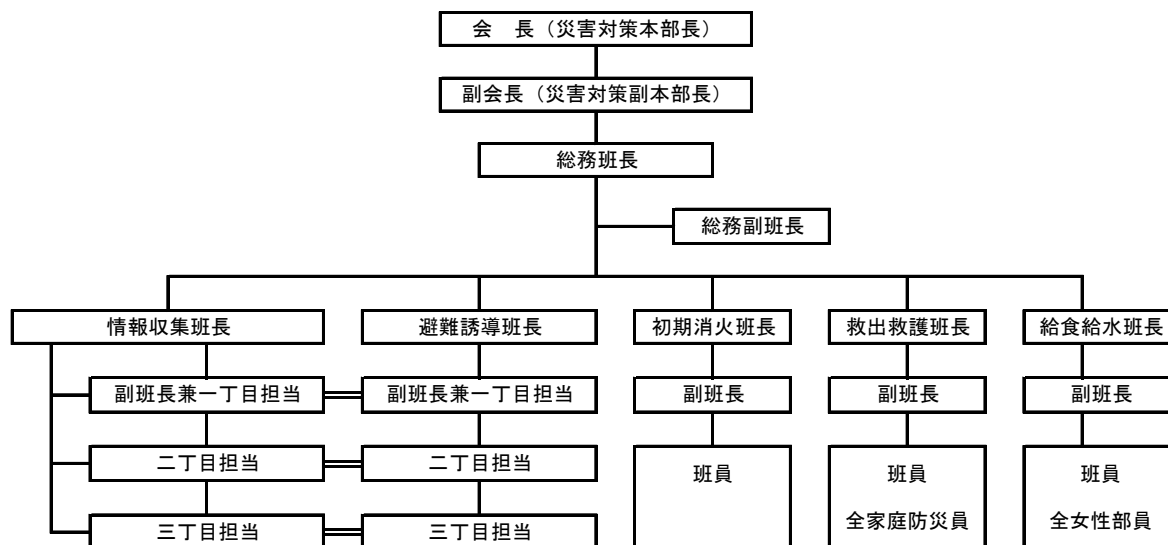 会　長（災害対策本部長）
副会長（災害対策副本部長）
総務班長
総務副班長
情報収集班長
避難誘導班長
初期消火班長
救出救護班長
給食給水班長
副班長兼一丁目担当
副班長兼一丁目担当
副班長
副班長
副班長
二丁目担当
二丁目担当
班員
班員
全家庭防災員
班員
全女性部員
三丁目担当
三丁目担当